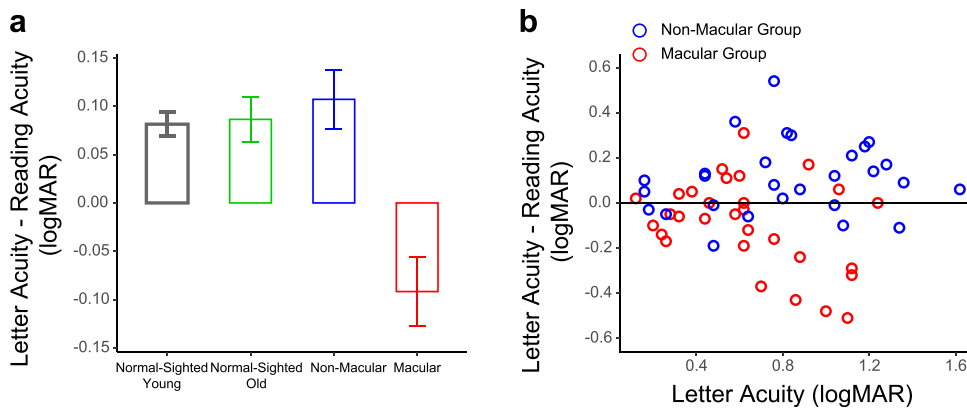 a
Letter Acuity - Reading Acuity
(logMAR)
0.15
0.10
0.05
0.00
-0.05
-0.10
-0.15
Normal-Sighted
Young
Normal-Sighted
Old
Non-Macular
Macular
b
Non-Macular Group
Macular Group
Letter Acuity - Reading Acuity
(logMAR)
0.6
0.4
0.2
0.0
-0.2
-0.4
-0.6
0.4
0.8
1.2
1.6
Letter Acuity (logMAR)